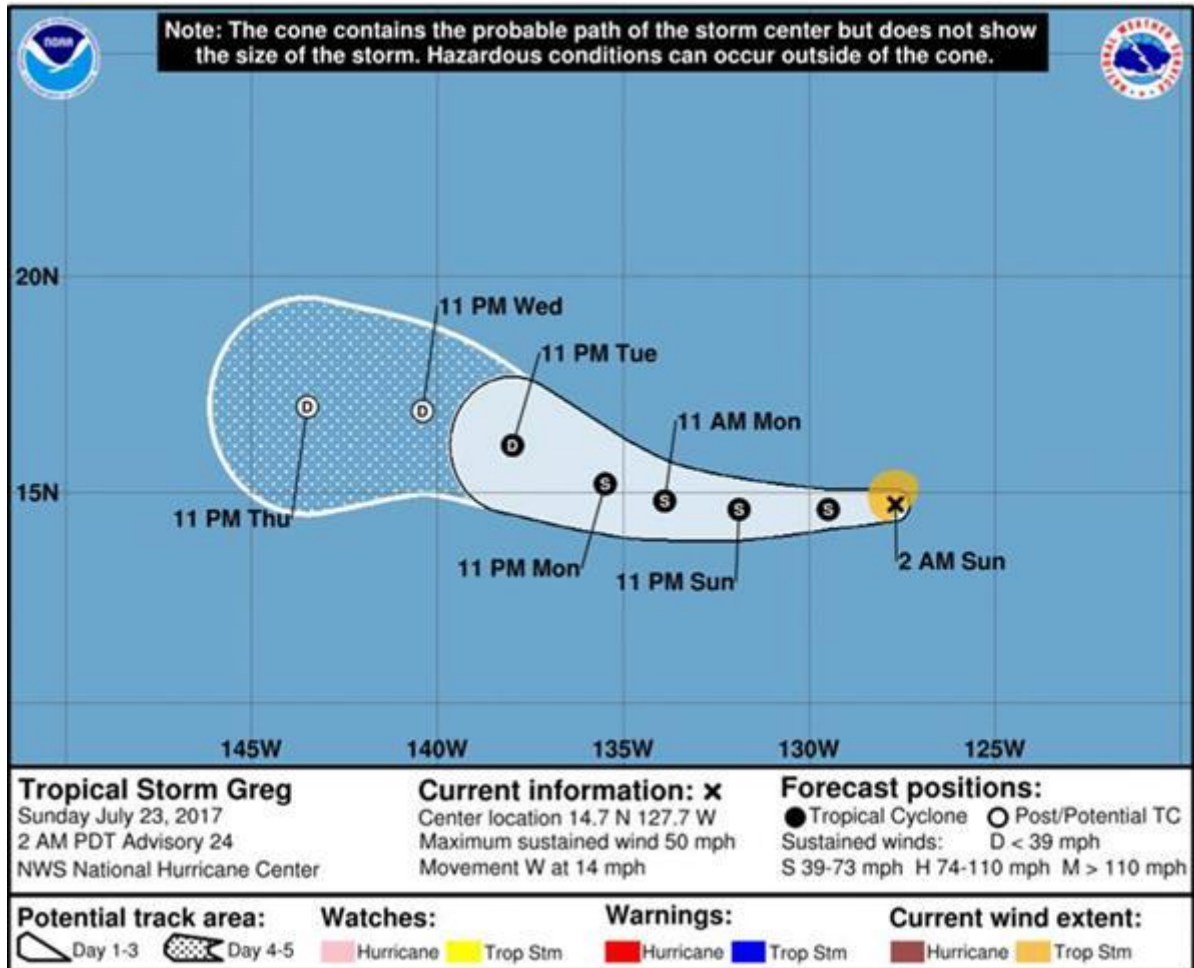 Note: The cone contains the probable path of the storm center but does not show
the size of the storm. Hazardous conditions can occur outside of the cone.
NOAA
NATIONAL WEATHER SERVICE
20N
11 PM Wed
11 PM Tue
D
D
11 AM Mon
D
15N
S
S
S
S
11 PM Thu
11 PM Mon
11 PM Sun
2 AM Sun
145W 140W 135W 130W 125W
Tropical Storm Greg
Sunday July 23, 2017
2 AM PDT Advisory 24
NWS National Hurricane Center
Current information: x
Center location 14.7 N 127.7 W
Maximum sustained wind 50 mph
Movement W at 14 mph
Forecast positions:
Tropical Cyclone Post/Potential TC
Sustained winds: D < 39 mph
S 39-73 mph H 74-110 mph M > 110 mph
Potential track area:
Day 1-3 Day 4-5
Watches:
Hurricane Trop Stm
Warnings:
Hurricane Trop Stm
Current wind extent:
Hurricane Trop Stm